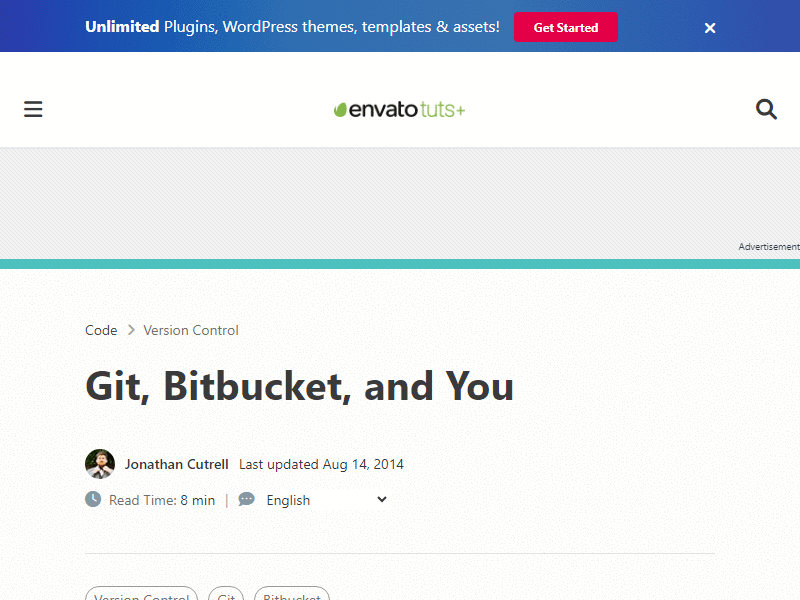 Unlimited Plugins, WordPress themes, templates & assets! Get Started
envato tuts+
Advertisement
Code Version Control
Git, Bitbucket, and You
Jonathan Cutrell Last updated Aug 14, 2014
Read Time: 8 min | English
Version Control Git Bitbucket